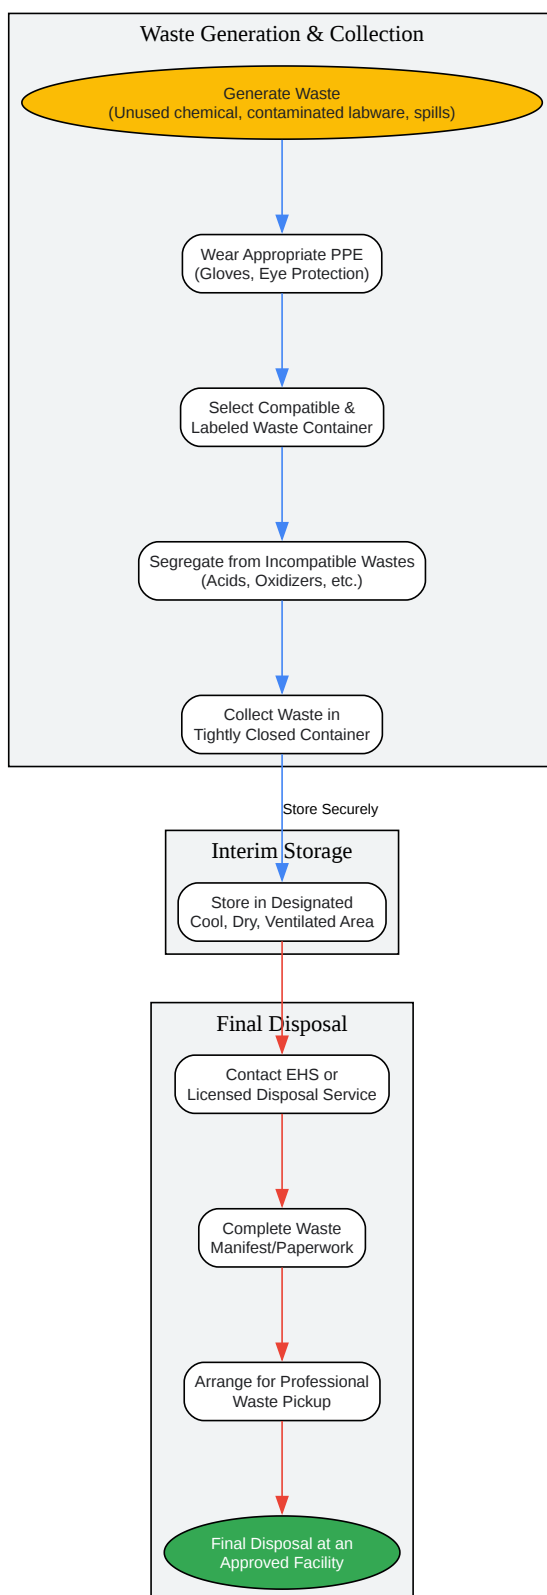 Waste Generation & Collection
Generate Waste
(Unused chemical, contaminated labware, spills)
Wear Appropriate PPE
(Gloves, Eye Protection)
Select Compatible &
Labeled Waste Container
Segregate from Incompatible Wastes
(Acids, Oxidizers, etc.)
Collect Waste in
Tightly Closed Container
Store Securely
Interim Storage
Store in Designated
Cool, Dry, Ventilated Area
Final Disposal
Contact EHS or
Licensed Disposal Service
Complete Waste
Manifest/Paperwork
Arrange for Professional
Waste Pickup
Final Disposal at an
Approved Facility